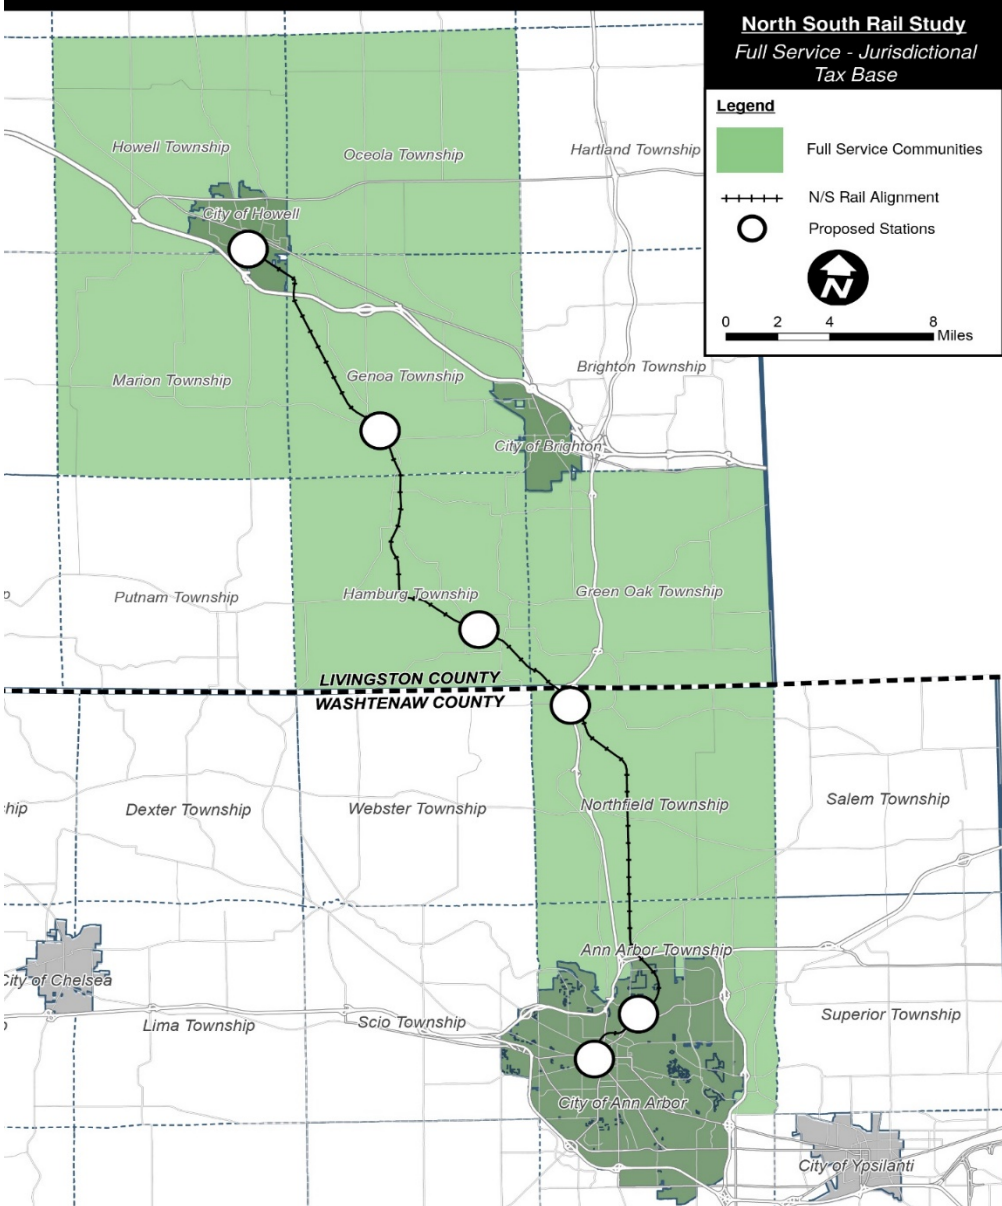 North South Rail Study
Full Service - Jurisdictional
Tax Base
Legend
Full Service Communities
N/S Rail Alignment
Proposed Stations
N
0 2 4 8
Miles
Howell Township
Oceola Township
Hartland Township
City of Howell
Marion Township
Genoa Township
Brighton Township
City of Brighton
Putnam Township
Hamburg Township
Green Oak Township
LIVINGSTON COUNTY
WASHTENAW COUNTY
Dexter Township
Webster Township
Northfield Township
Salem Township
Ann Arbor Township
City of Chelsea
Lima Township
Scio Township
Superior Township
City of Ann Arbor
City of Ypsilanti